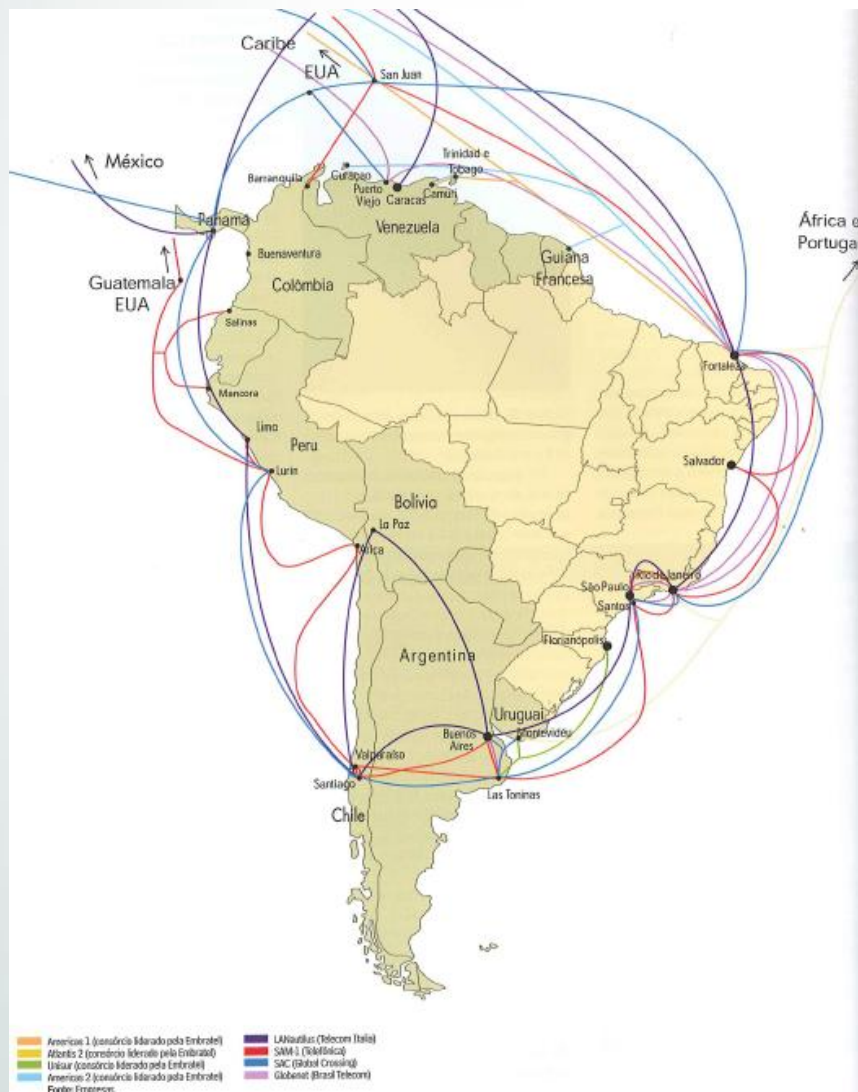 Caribe
EUA
San Juan
México
Barranquila
Curaçao
Puerto
Viejo
Caracas
Camuri
Trinidad e
Tobago
Panamá
Venezuela
África e
Portuga
Buenaventura
Guiana
Francesa
Colômbia
Guatemala
EUA
Salinas
Fortaleza
Mancora
Limo
Peru
Lurin
Salvador
Bolívia
La Paz
Arica
Rio de Janeiro
São Paulo
Santos
Florianópolis
Argentina
Uruguai
Buenos
Aires
Montevidéu
Valparaíso
Santiago
Las Toninas
Chile
Americas 1 (consórcio liderado pela Embratel)
Atlantis 2 (consórcio liderado pela Embratel)
Unisur (consórcio liderado pela Embratel)
Americas 2 (consórcio liderado pela Embratel)
Fonte: Empresas
LANautilus (Telecom Italia)
SAM-1 (Telefônica)
SAC (Global Crossing)
Globenet (Brasil Telecom)